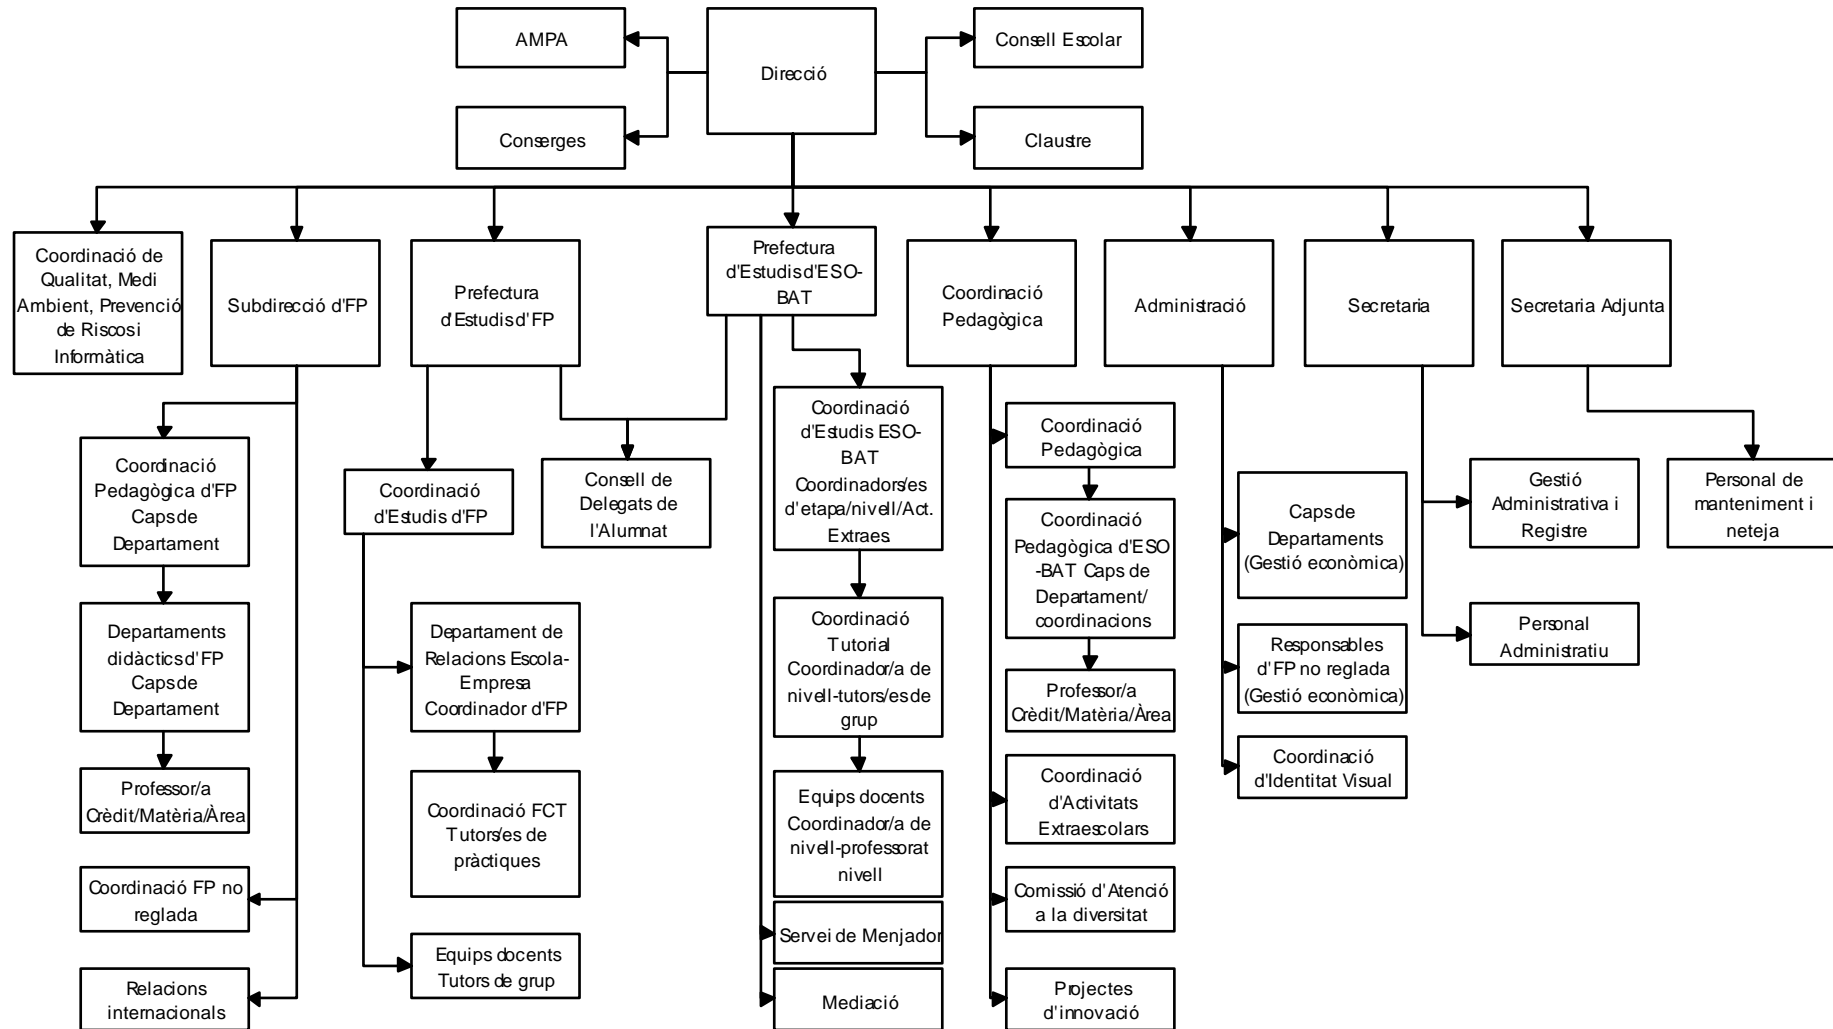 AMPA
Direcció
Consell Escolar
Conserges
Claustre
Coordinació de
Qualitat, Medi
Ambient, Prevenció
de Riscos i
Informàtica
Subdirecció d'FP
Prefectura
d'Estudis d'FP
Prefectura
d'Estudis d'ESO-
BAT
Coordinació
Pedagògica
Administració
Secretaria
Secretaria Adjunta
Coordinació
Pedagògica d'FP
Caps de
Departament
Departaments
didàctics d'FP
Caps de
Departament
Professor/a
Crèdit/Matèria/Àrea
Coordinació FP no
reglada
Relacions
internacionals
Coordinació
d'Estudis d'FP
Departament de
Relacions Escola-
Empresa
Coordinador d'FP
Coordinació FCT
Tutors/es de
pràctiques
Equips docents
Tutors de grup
Consell de
Delegats de
l'Alumnat
Coordinació
d'Estudis ESO-
BAT
Coordinadors/es
d'etapa/nivell/Act.
Extraes.
Coordinació
Tutorial
Coordinador/a de
nivell-tutors/es de
grup
Equips docents
Coordinador/a de
nivell-professorat
nivell
Servei de Menjador
Mediació
Coordinació
Pedagògica
Coordinació
Pedagògica d'ESO
-BAT Caps de
Departament/
coordinacions
Professor/a
Crèdit/Matèria/Àrea
Coordinació
d'Activitats
Extraescolars
Comissió d'Atenció
a la diversitat
Projectes
d'innovació
Caps de
Departaments
(Gestió econòmica)
Responsables
d'FP no reglada
(Gestió econòmica)
Coordinació
d'Identitat Visual
Gestió
Administrativa i
Registre
Personal
Administratiu
Personal de
manteniment i
neteja